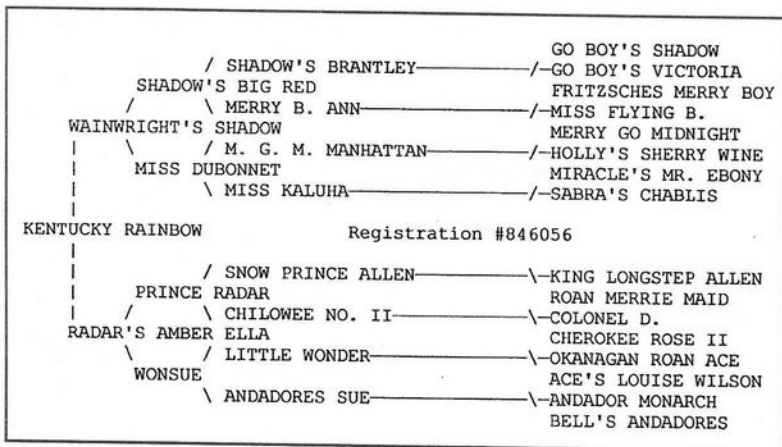 GO BOY'S SHADOW
/ SHADOW'S BRANTLEY————/-GO BOY'S VICTORIA
SHADOW'S BIG RED FRITZSCHES MERRY BOY
/ \ MERRY B. ANN————/-MISS FLYING B.
WAINWRIGHT'S SHADOW MERRY GO MIDNIGHT
| \ / M. G. M. MANHATTAN————/-HOLLY'S SHERRY WINE
| MISS DUBONNET MIRACLE'S MR. EBONY
| \ MISS KALUHA————/-SABRA'S CHABLIS
|
KENTUCKY RAINBOW Registration #846056
|
| / SNOW PRINCE ALLEN————\-KING LONGSTEP ALLEN
| PRINCE RADAR ROAN MERRIE MAID
| / \ CHILOWEE NO. II————\-COLONEL D.
RADAR'S AMBER ELLA CHEROKEE ROSE II
\ / LITTLE WONDER————\-OKANAGAN ROAN ACE
WONSUE ACE'S LOUISE WILSON
\ ANDADORES SUE————\-ANDADOR MONARCH
BELL'S ANDADORES